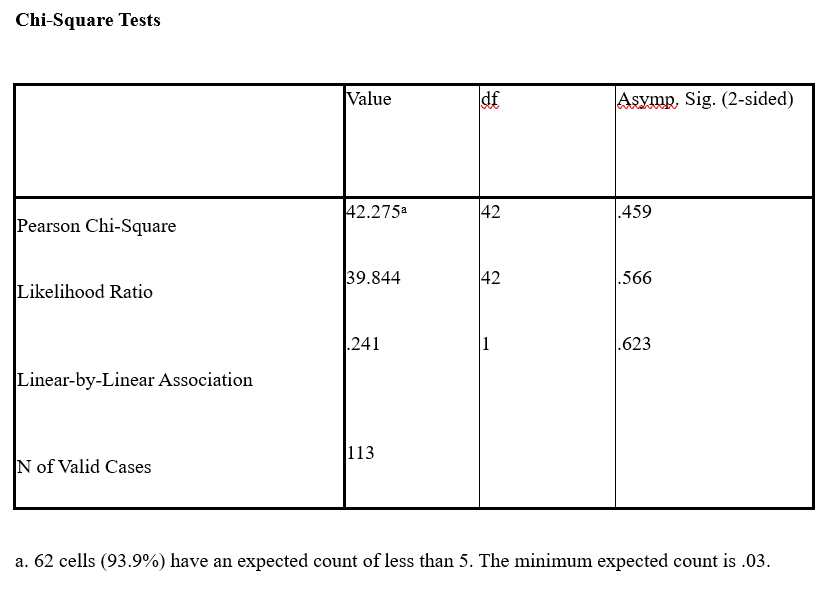 Chi-Square Tests
Value df Asymp. Sig. (2-sided)
Pearson Chi-Square 42.275ᵃ 42 .459
Likelihood Ratio 39.844 42 .566
Linear-by-Linear Association .241 1 .623
N of Valid Cases 113
a. 62 cells (93.9%) have an expected count of less than 5. The minimum expected count is .03.